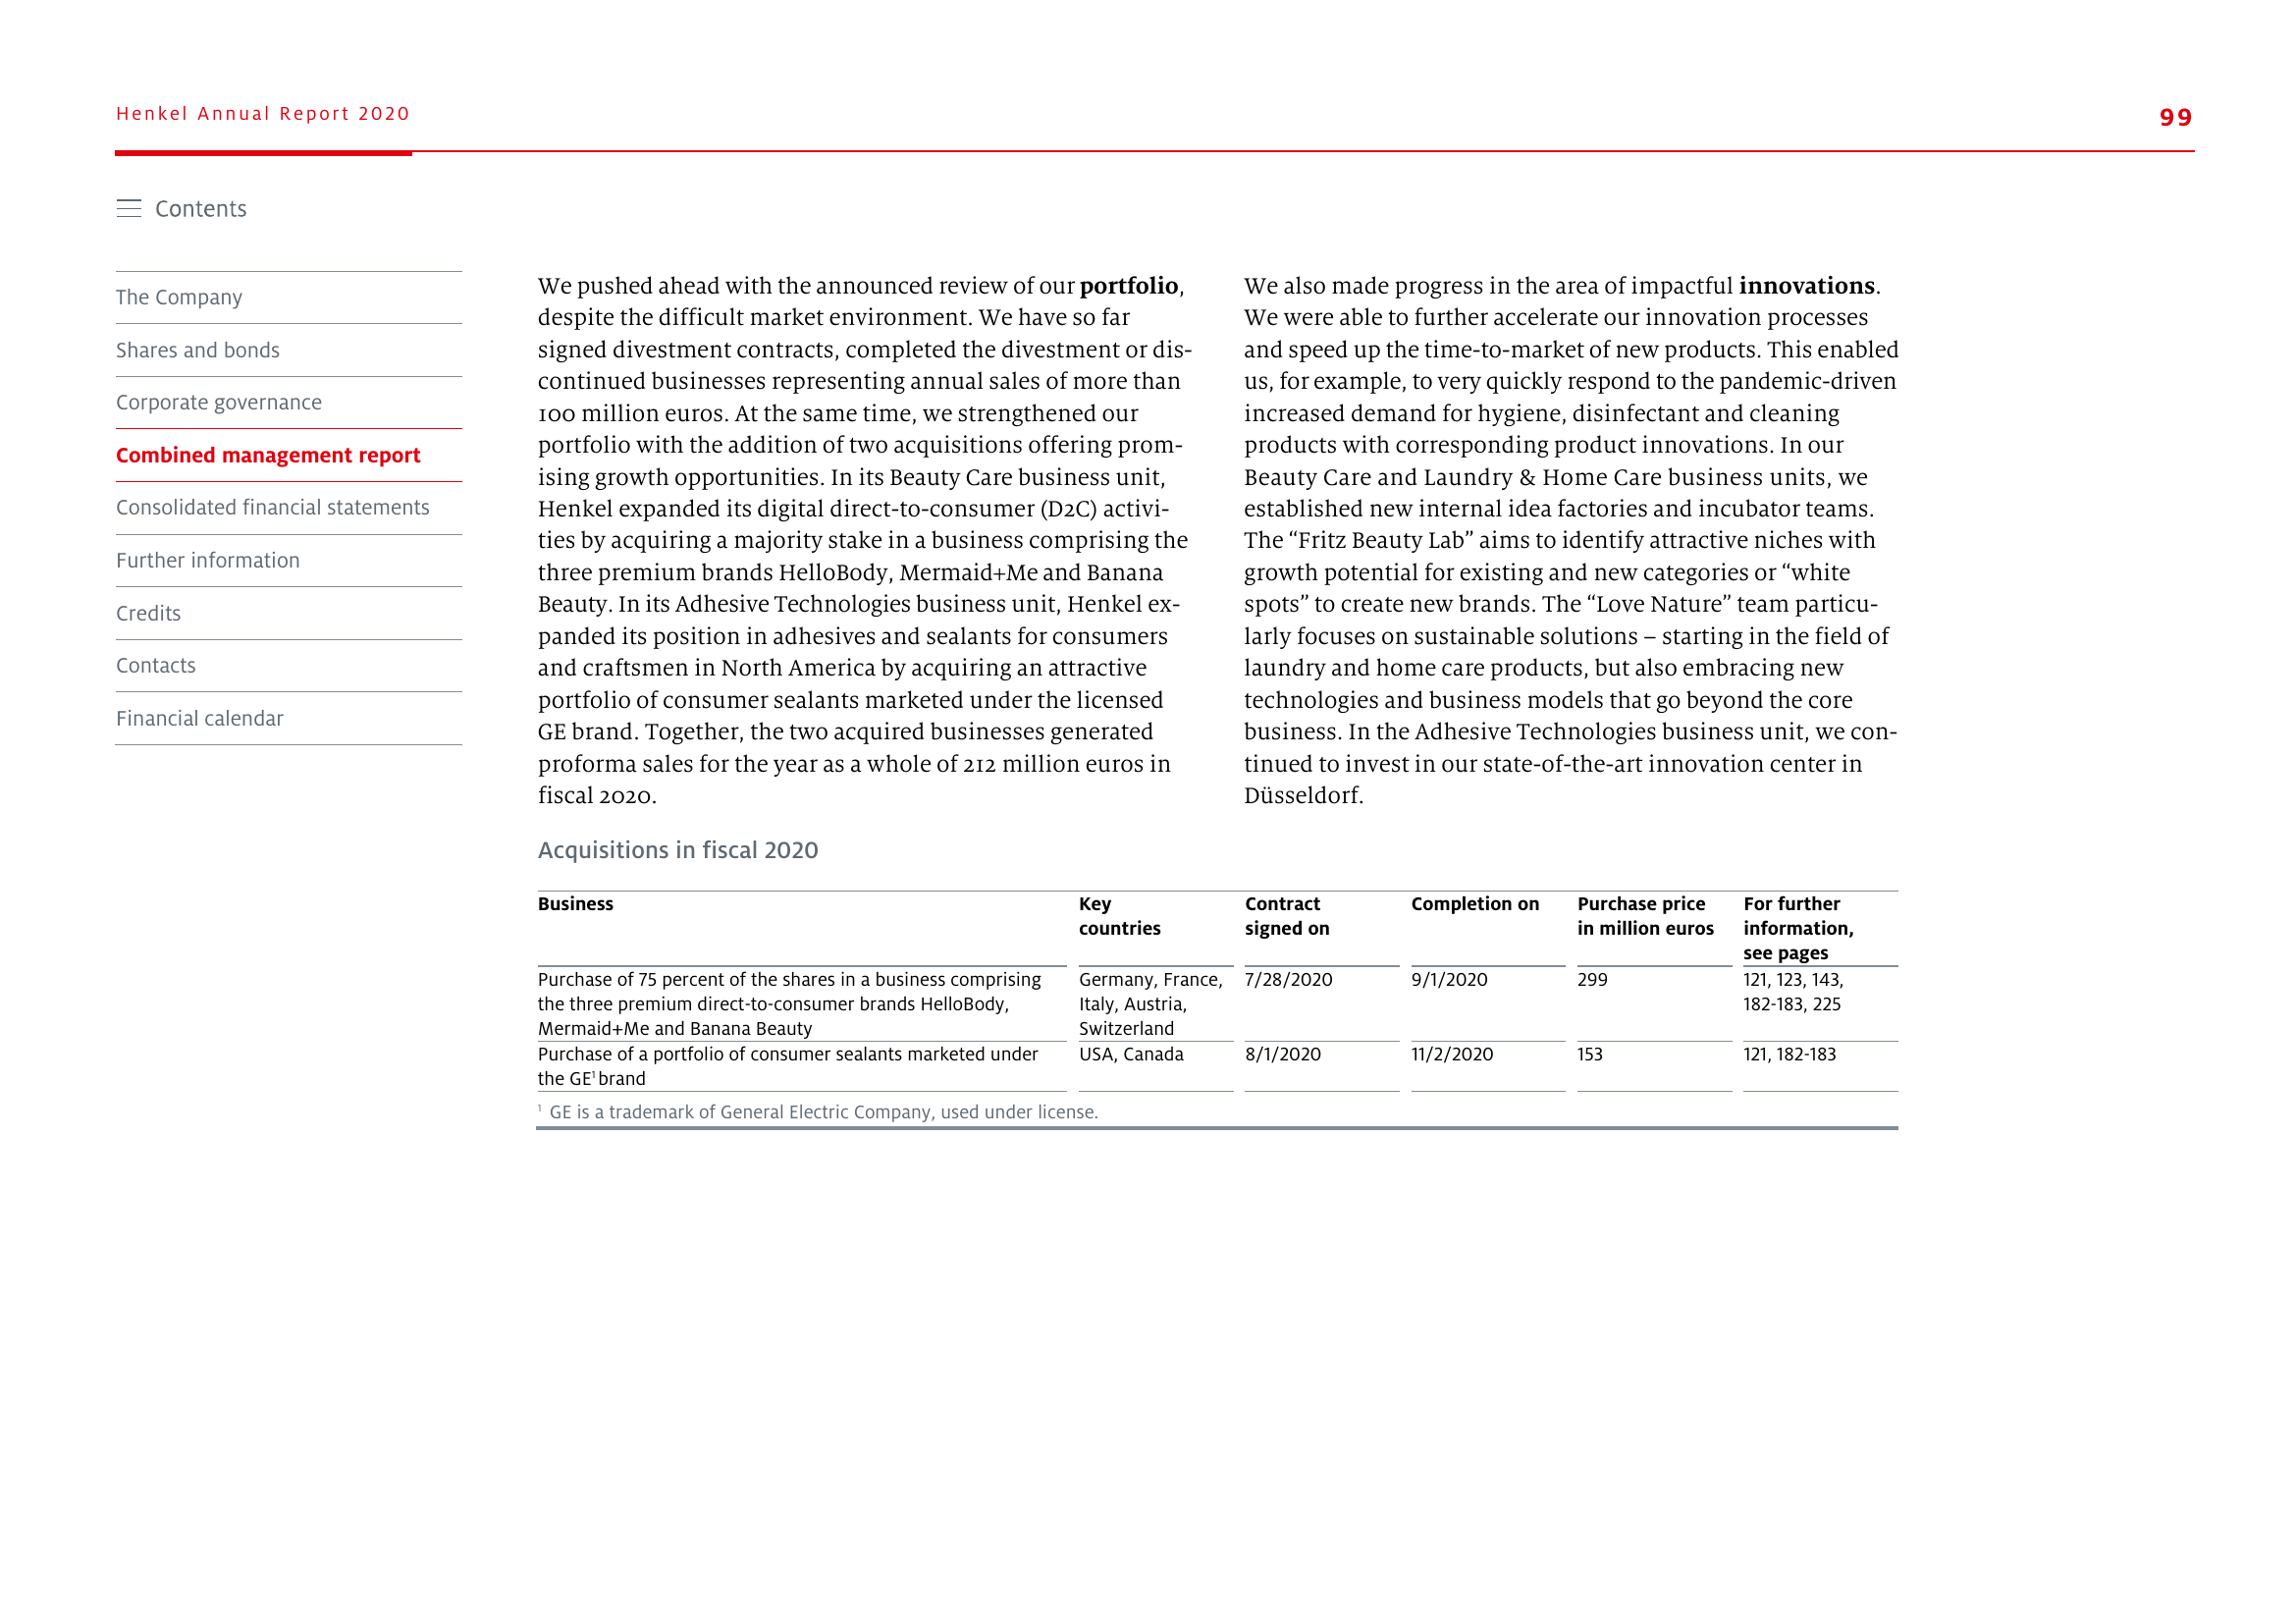 Henkel Annual Report 2020
99
Contents
The Company
Shares and bonds
Corporate governance
Combined management report
Consolidated financial statements
Further information
Credits
Contacts
Financial calendar
We pushed ahead with the announced review of our portfolio,
despite the difficult market environment. We have so far
signed divestment contracts, completed the divestment or dis-
continued businesses representing annual sales of more than
100 million euros. At the same time, we strengthened our
portfolio with the addition of two acquisitions offering prom-
ising growth opportunities. In its Beauty Care business unit,
Henkel expanded its digital direct-to-consumer (D2C) activi-
ties by acquiring a majority stake in a business comprising the
three premium brands HelloBody, Mermaid+Me and Banana
Beauty. In its Adhesive Technologies business unit, Henkel ex-
panded its position in adhesives and sealants for consumers
and craftsmen in North America by acquiring an attractive
portfolio of consumer sealants marketed under the licensed
GE brand. Together, the two acquired businesses generated
proforma sales for the year as a whole of 212 million euros in
fiscal 2020.
We also made progress in the area of impactful innovations.
We were able to further accelerate our innovation processes
and speed up the time-to-market of new products. This enabled
us, for example, to very quickly respond to the pandemic-driven
increased demand for hygiene, disinfectant and cleaning
products with corresponding product innovations. In our
Beauty Care and Laundry & Home Care business units, we
established new internal idea factories and incubator teams.
The “Fritz Beauty Lab” aims to identify attractive niches with
growth potential for existing and new categories or “white
spots” to create new brands. The “Love Nature” team particu-
larly focuses on sustainable solutions – starting in the field of
laundry and home care products, but also embracing new
technologies and business models that go beyond the core
business. In the Adhesive Technologies business unit, we con-
tinued to invest in our state-of-the-art innovation center in
Düsseldorf.
Acquisitions in fiscal 2020
Business Key Contract Completion on Purchase price For further
countries signed on in million euros information,
see pages
Purchase of 75 percent of the shares in a business comprising Germany, France, 7/28/2020 9/1/2020 299 121, 123, 143,
the three premium direct-to-consumer brands HelloBody, Italy, Austria, 182-183, 225
Mermaid+Me and Banana Beauty Switzerland
Purchase of a portfolio of consumer sealants marketed under USA, Canada 8/1/2020 11/2/2020 153 121, 182-183
the GE¹ brand
¹ GE is a trademark of General Electric Company, used under license.